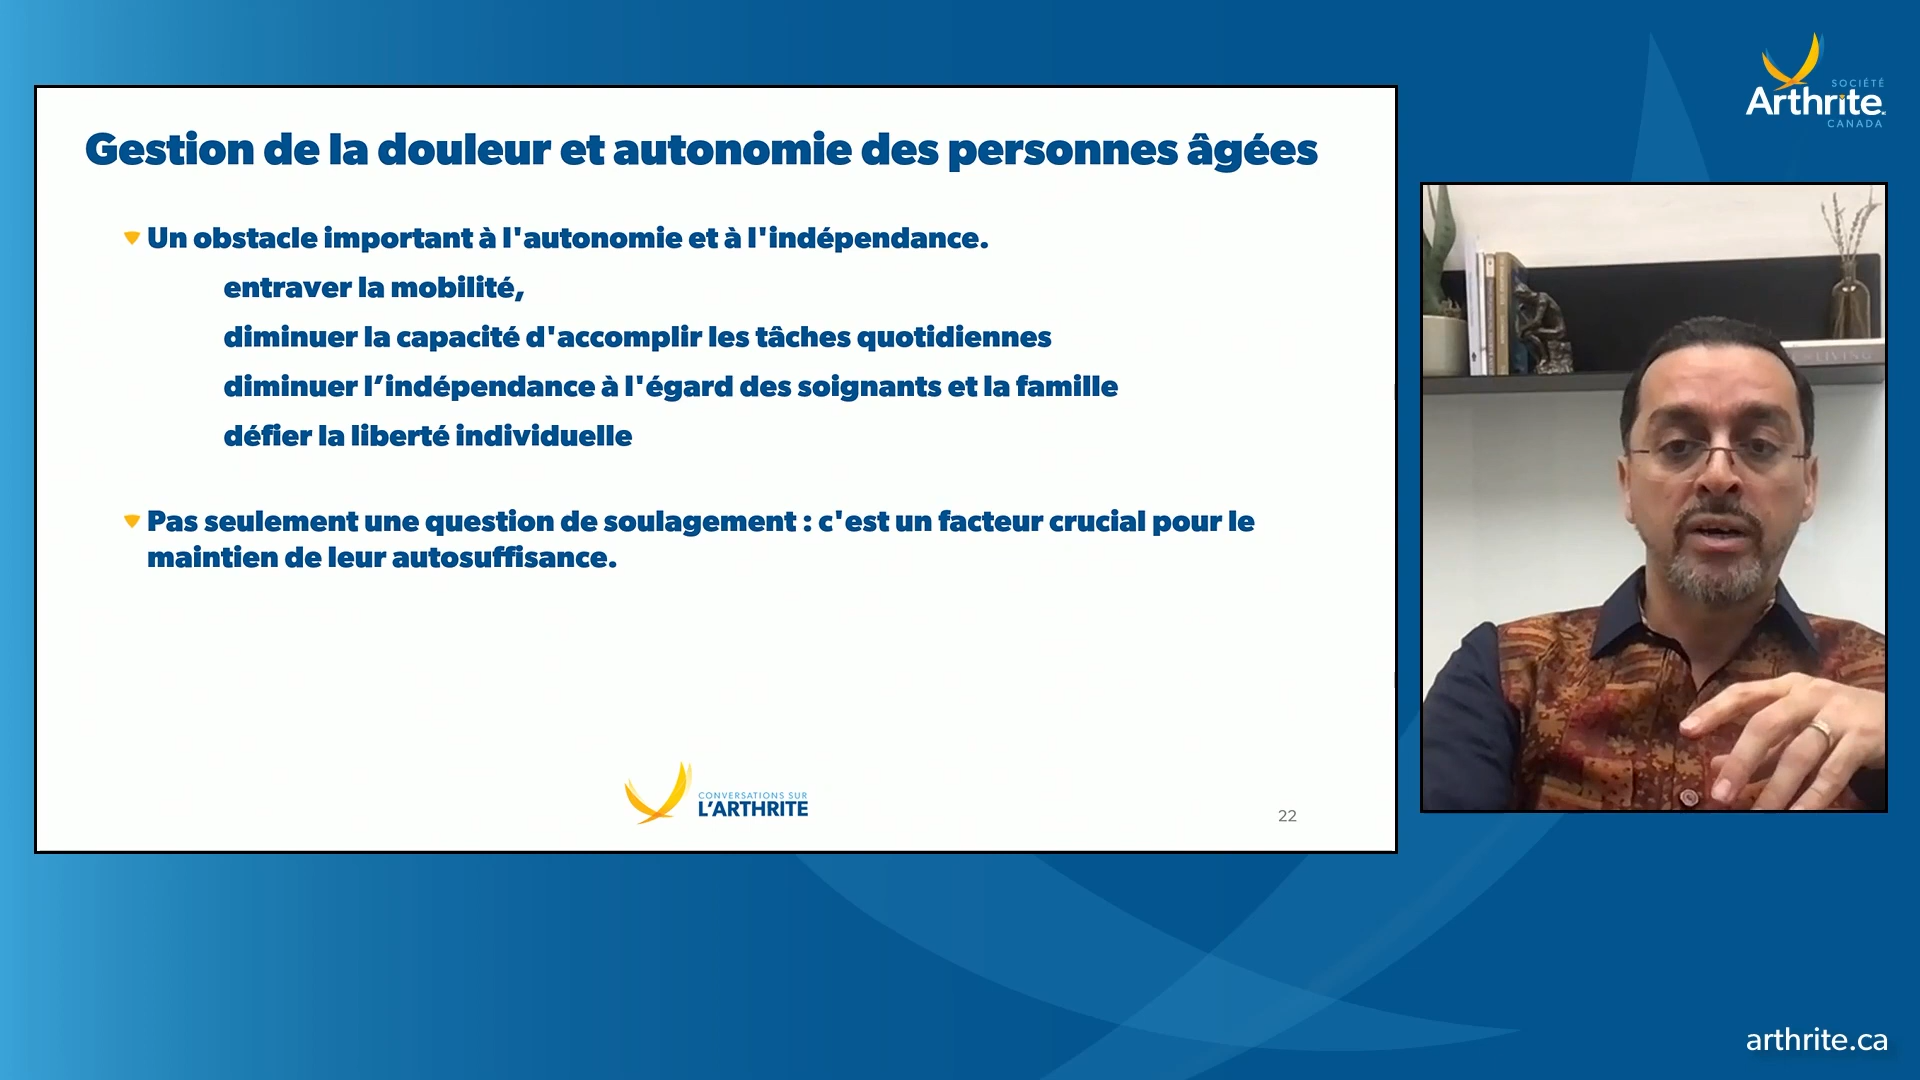 Gestion de la douleur et autonomie des personnes âgées
Un obstacle important à l'autonomie et à l'indépendance.
entraver la mobilité,
diminuer la capacité d'accomplir les tâches quotidiennes
diminuer l’indépendance à l'égard des soignants et la famille
défier la liberté individuelle
Pas seulement une question de soulagement : c'est un facteur crucial pour le
maintien de leur autosuffisance.
CONVERSATIONS SUR
L'ARTHRITE
22
SOCIÉTÉ
Arthrite
CANADA
LIVING
arthrite.ca